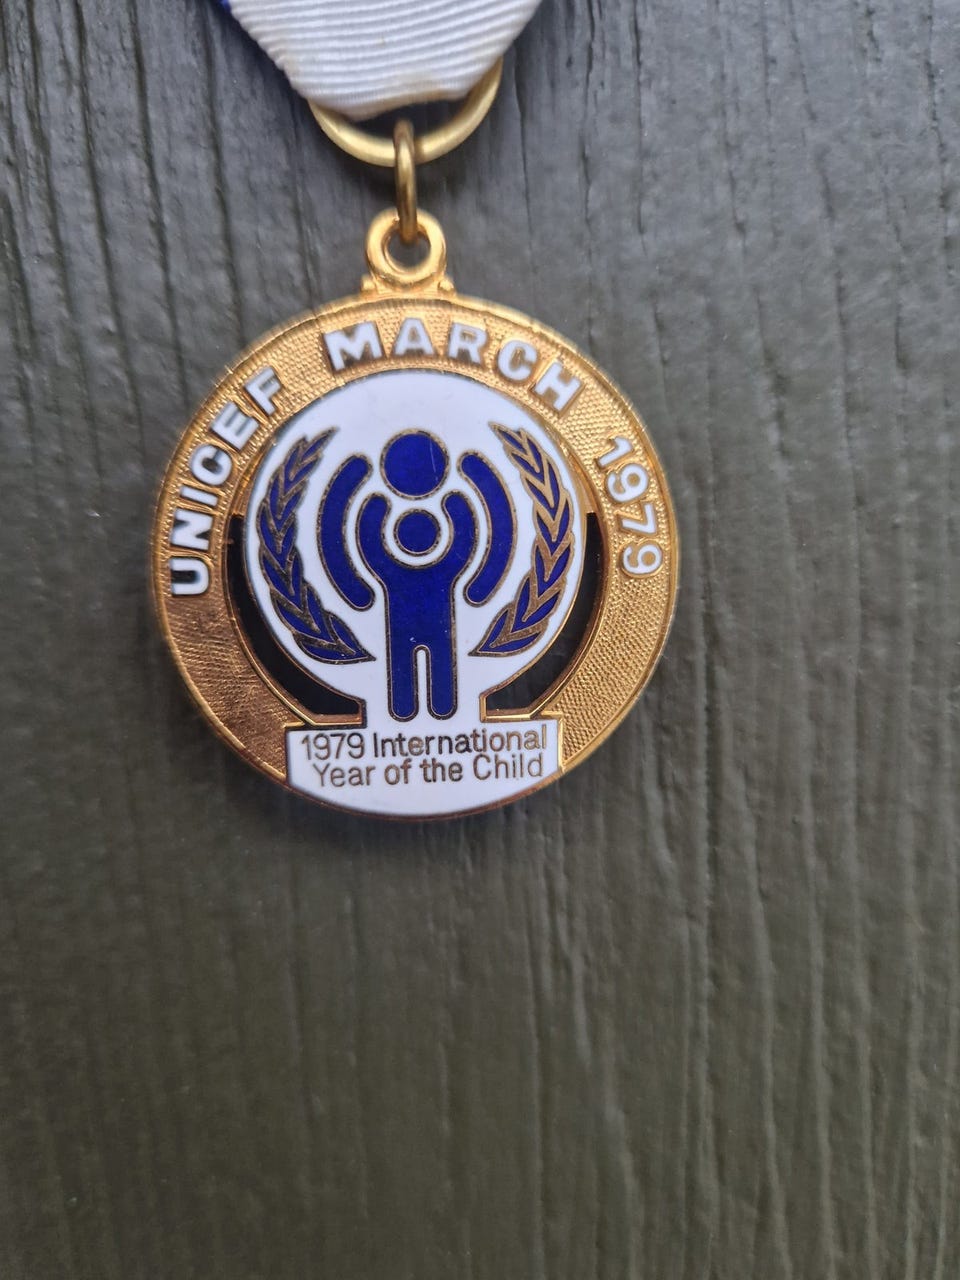 UNICEF MARCH 1979
1979 International
Year of the Child